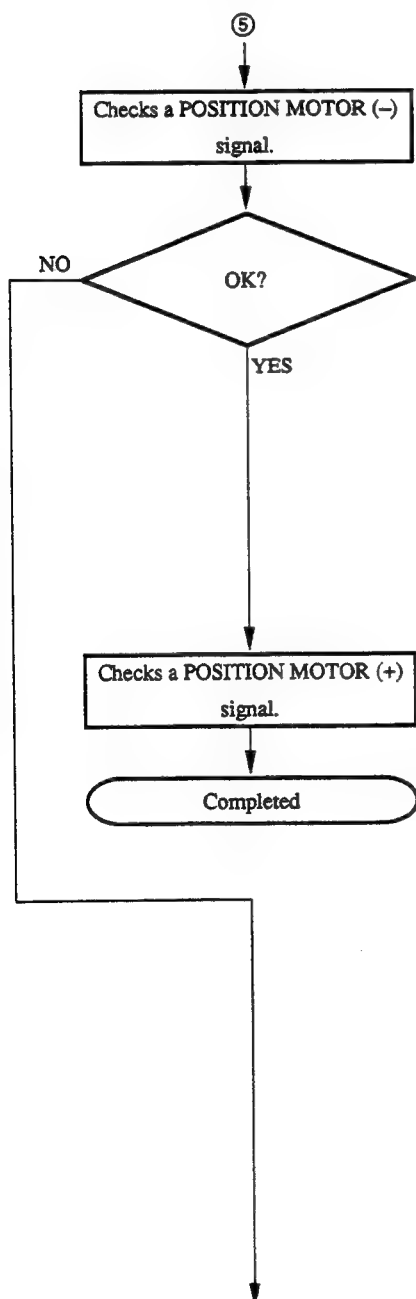 ⑤
Checks a POSITION MOTOR (–)
signal.
NO
OK?
YES
Checks a POSITION MOTOR (+)
signal.
Completed